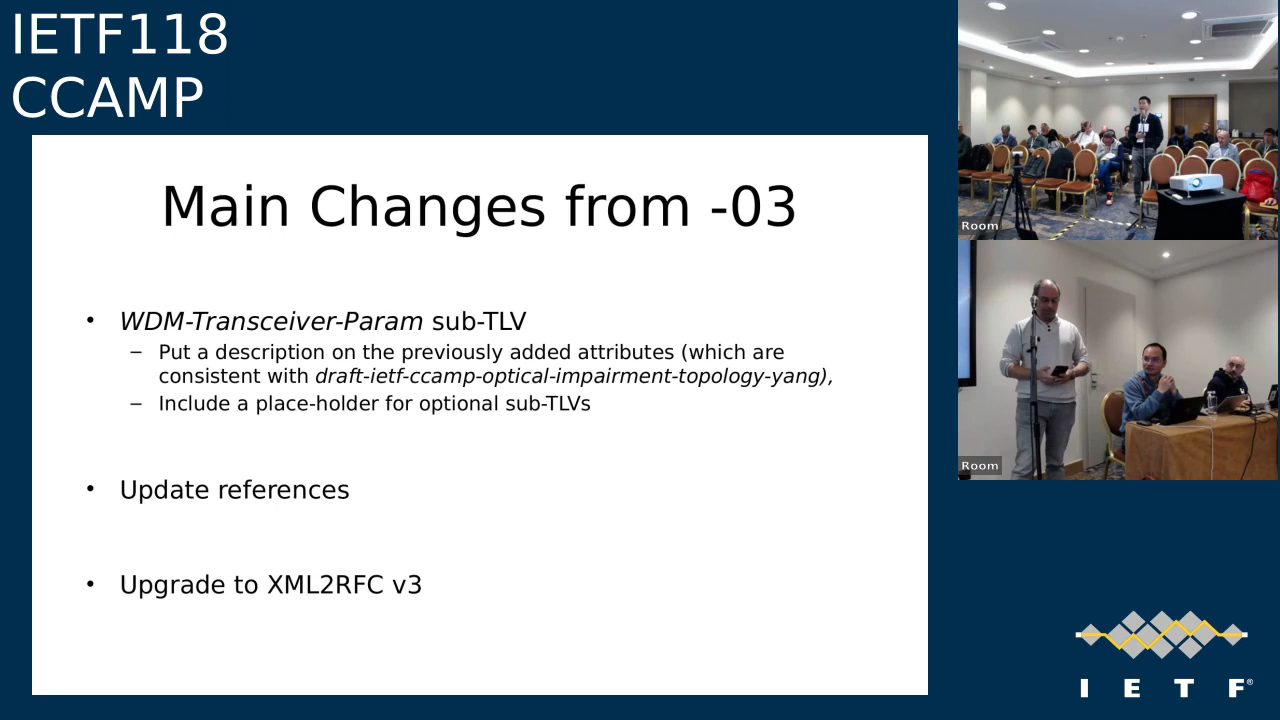 IETF118
CCAMP
Main Changes from -03
• WDM-Transceiver-Param sub-TLV
– Put a description on the previously added attributes (which are
consistent with draft-ietf-ccamp-optical-impairment-topology-yang),
– Include a place-holder for optional sub-TLVs
• Update references
• Upgrade to XML2RFC v3
Room
Room
I E T F®